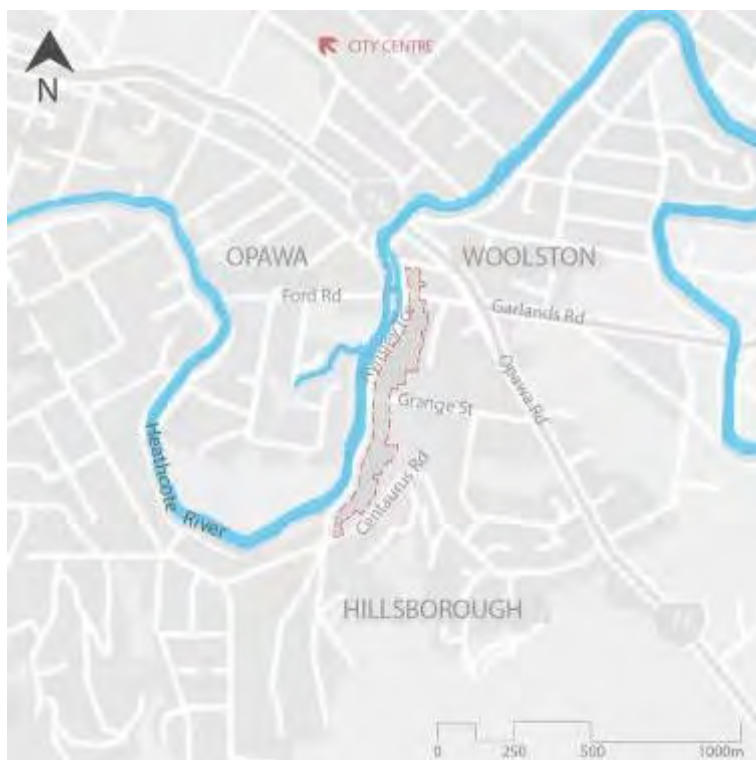 CITY CENTRE
N
OPAWA
WOOLSTON
Ford Rd
Garlands Rd
Opawa Rd
Grange St
Centaurus Rd
Heathcote River
HILLSBOROUGH
0 250 500 1000m